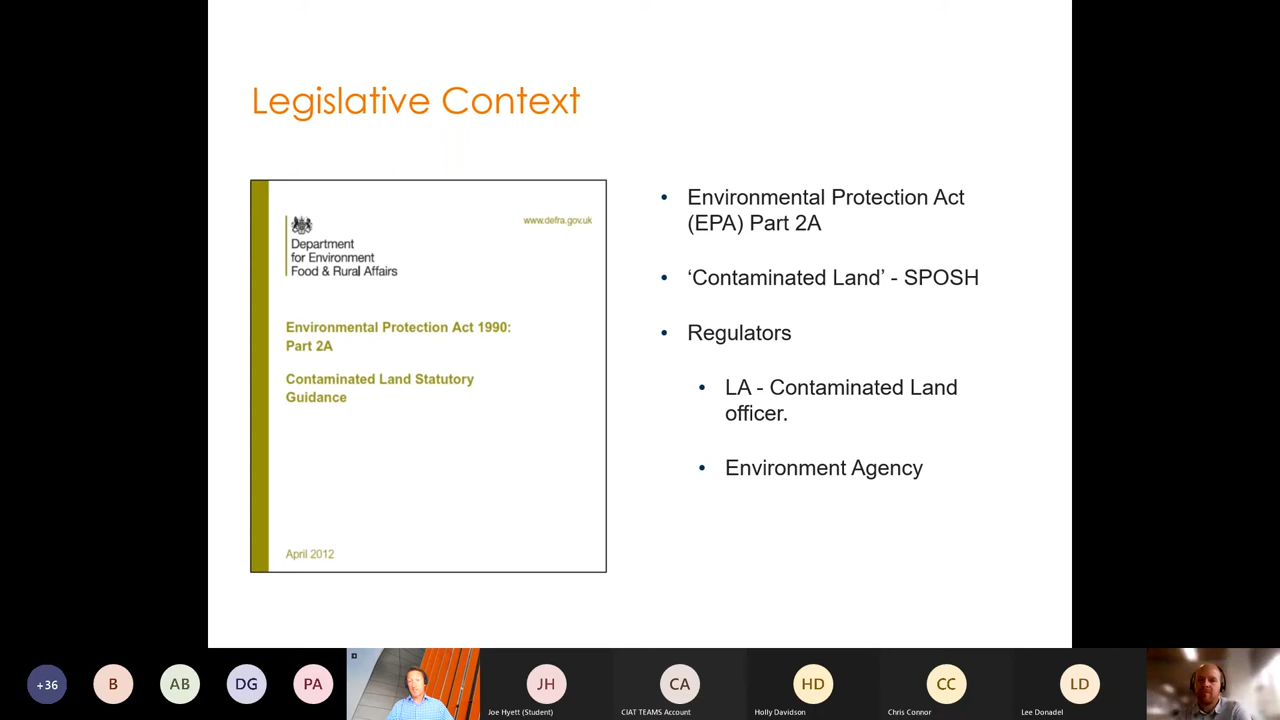 Legislative Context
www.defra.gov.uk
Department
for Environment
Food & Rural Affairs
Environmental Protection Act 1990:
Part 2A
Contaminated Land Statutory
Guidance
April 2012
• Environmental Protection Act
(EPA) Part 2A
• ‘Contaminated Land’ - SPOSH
• Regulators
• LA - Contaminated Land
officer.
• Environment Agency
+36
B
AB
DG
PA
JH
Joe Hyett (Student)
CA
CIAT TEAMS Account
HD
Holly Davidson
CC
Chris Connor
LD
Lee Donadel